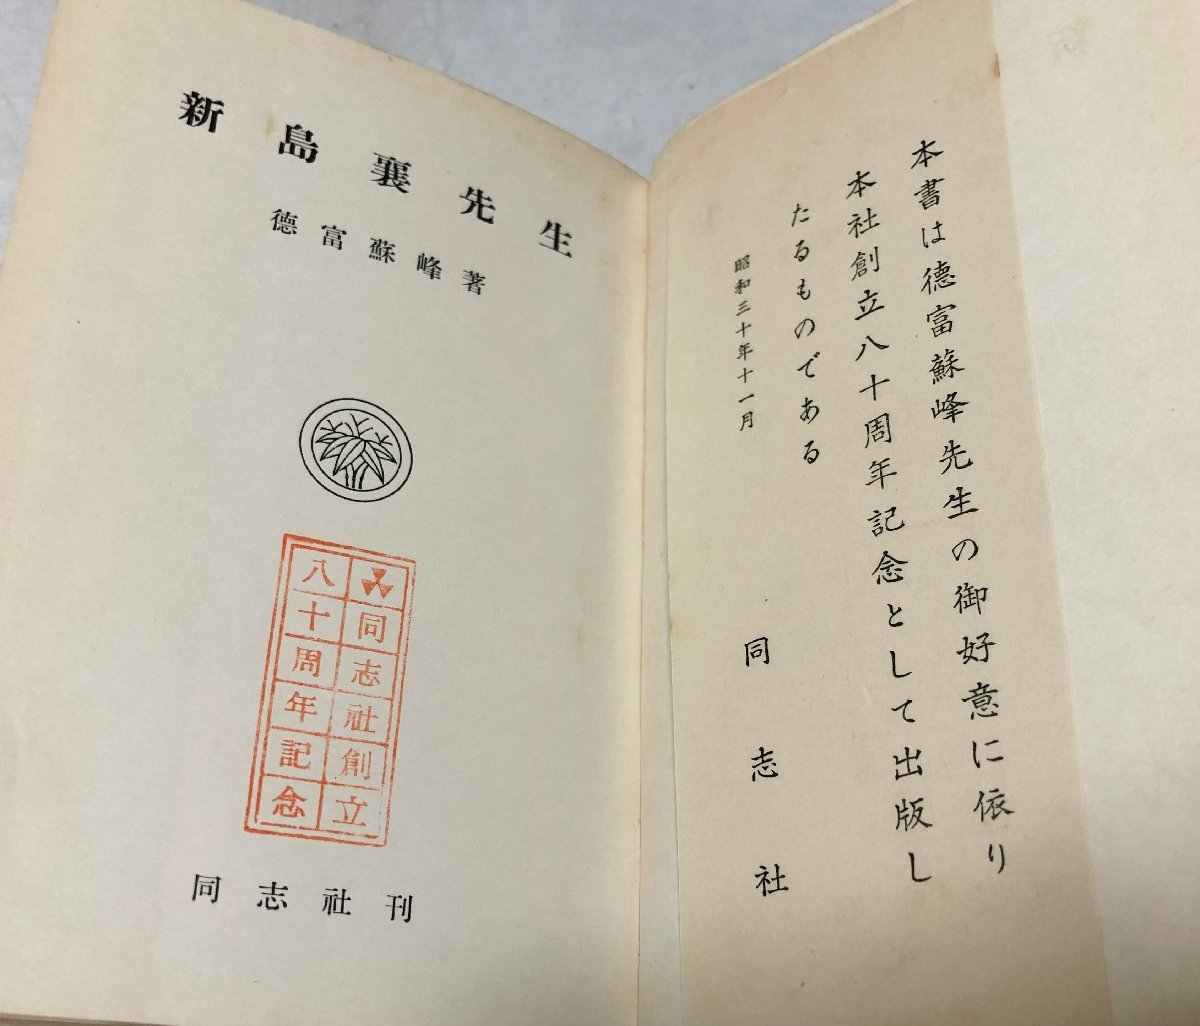 新島襄先生
德富蘇峰著
同志社創立
八十周年記念
同志社刊
本書は德富蘇峰先生の御好意に依り
本社創立八十周年記念として出版し
たるものである
昭和三十年十一月
同志社